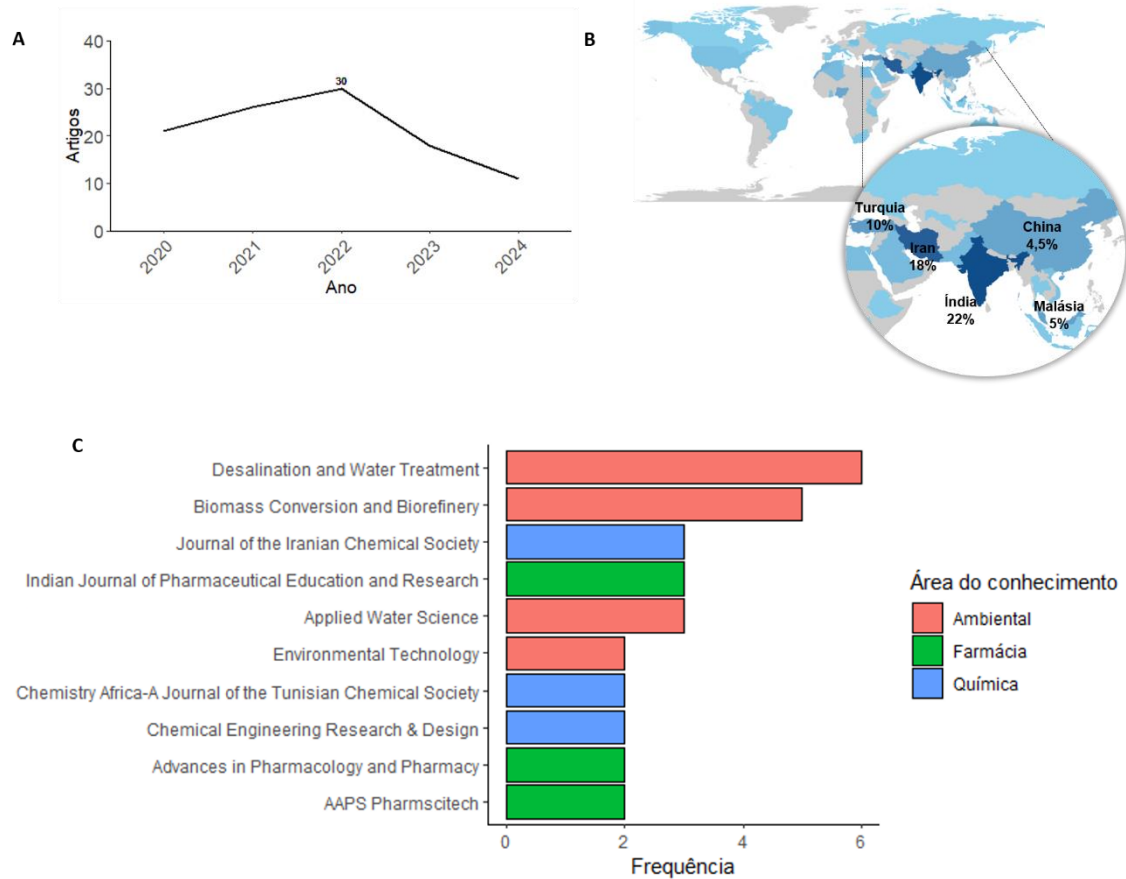 A
40
30
20
10
0
Artigos
30
2020
2021
2022
2023
2024
Ano
B
Turquia
10%
Iran
18%
China
4,5%
Índia
22%
Malásia
5%
C
Desalination and Water Treatment
Biomass Conversion and Biorefinery
Journal of the Iranian Chemical Society
Indian Journal of Pharmaceutical Education and Research
Applied Water Science
Environmental Technology
Chemistry Africa-A Journal of the Tunisian Chemical Society
Chemical Engineering Research & Design
Advances in Pharmacology and Pharmacy
AAPS Pharmscitech
0
2
4
6
Frequência
Área do conhecimento
Ambiental
Farmácia
Química